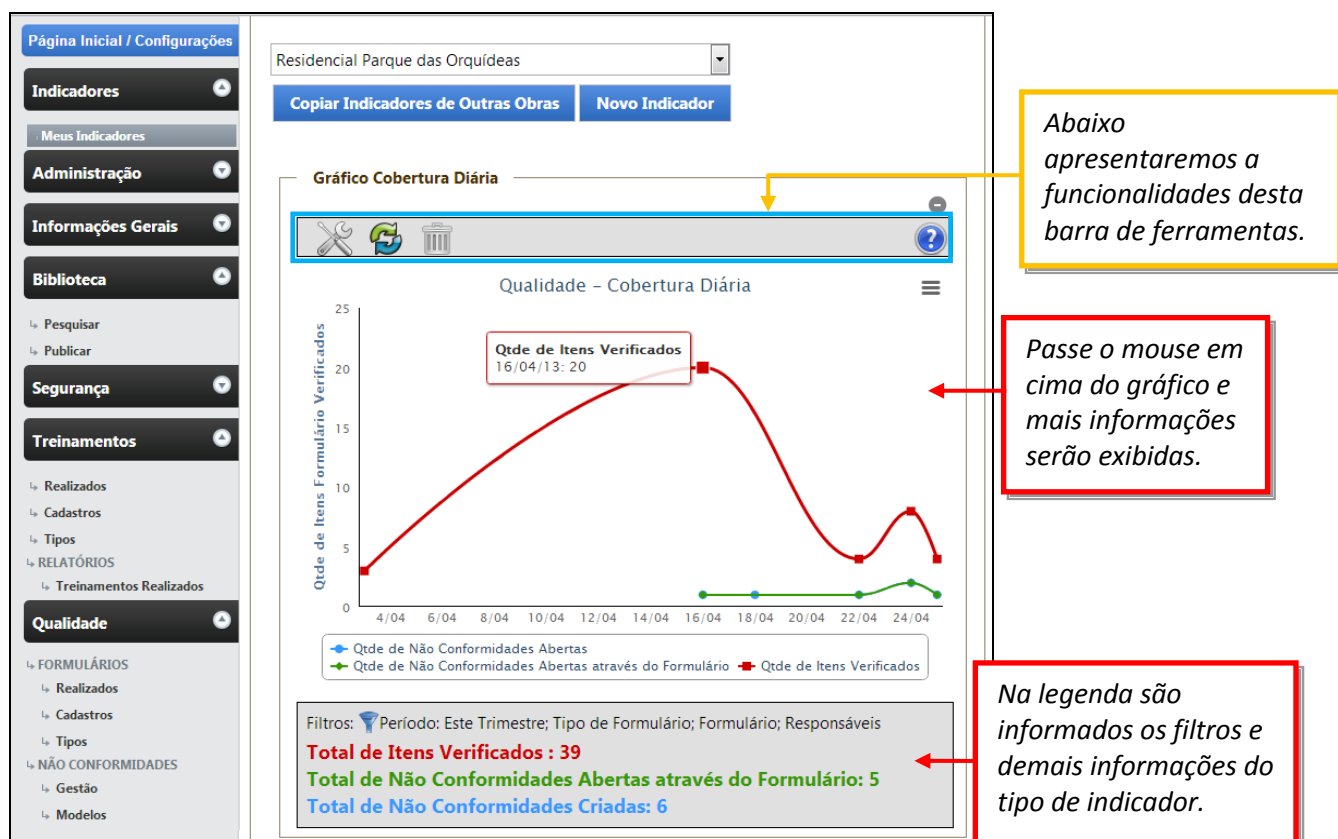 Página Inicial / Configurações
Indicadores
Meus Indicadores
Administração
Informações Gerais
Biblioteca
Pesquisar
Publicar
Segurança
Treinamentos
Realizados
Cadastros
Tipos
RELATÓRIOS
Treinamentos Realizados
Qualidade
FORMULÁRIOS
Realizados
Cadastros
Tipos
NÃO CONFORMIDADES
Gestão
Modelos
Residencial Parque das Orquídeas
Copiar Indicadores de Outras Obras
Novo Indicador
Gráfico Cobertura Diária
?
Qualidade – Cobertura Diária
Qtde de Itens Formulário Verificados
25
20
15
10
5
0
Qtde de Itens Verificados
16/04/13: 20
4/04 6/04 8/04 10/04 12/04 14/04 16/04 18/04 20/04 22/04 24/04
Qtde de Não Conformidades Abertas
Qtde de Não Conformidades Abertas através do Formulário Qtde de Itens Verificados
Filtros: Período: Este Trimestre; Tipo de Formulário; Formulário; Responsáveis
Total de Itens Verificados : 39
Total de Não Conformidades Abertas através do Formulário: 5
Total de Não Conformidades Criadas: 6
Abaixo
apresentaremos a
funcionalidades desta
barra de ferramentas.
Passe o mouse em
cima do gráfico e
mais informações
serão exibidas.
Na legenda são
informados os filtros e
demais informações do
tipo de indicador.